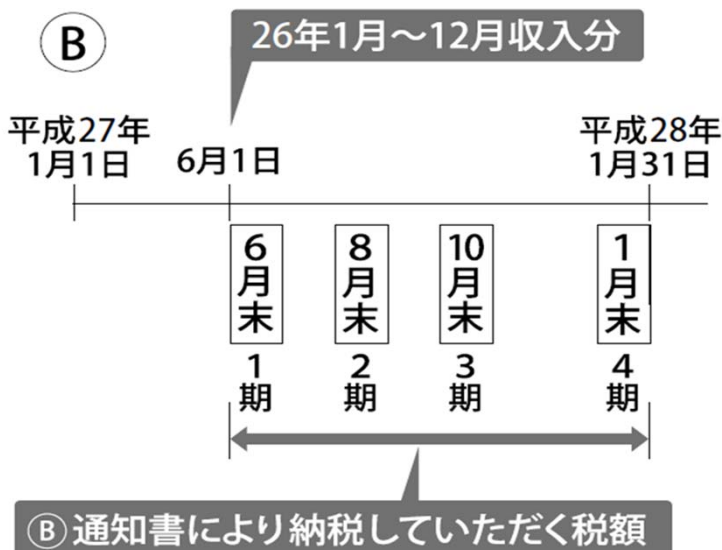 B
26年1月～12月収入分
平成27年
1月1日
6月1日
平成28年
1月31日
6月末
8月末
10月末
1月末
1期
2期
3期
4期
Ⓑ通知書により納税していただく税額